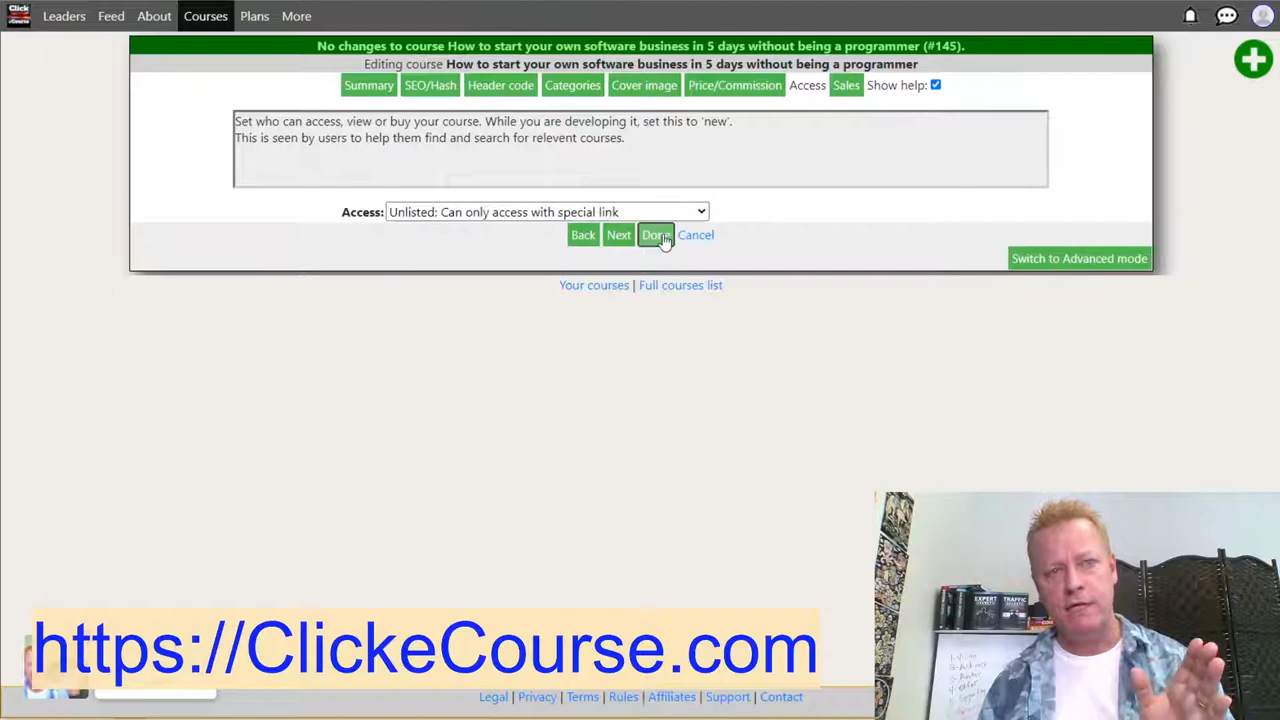 Click
eCourse
Leaders Feed About Courses Plans More
No changes to course How to start your own software business in 5 days without being a programmer (#145).
Editing course How to start your own software business in 5 days without being a programmer
Summary SEO/Hash Header code Categories Cover image Price/Commission Access Sales Show help:
Set who can access, view or buy your course. While you are developing it, set this to 'new'.
This is seen by users to help them find and search for relevent courses.
Access: Unlisted: Can only access with special link
Back Next Done Cancel
Switch to Advanced mode
Your courses | Full courses list
EXPERT
SECRETS
TRAFFIC
SECRETS
https://ClickeCourse.com
Legal | Privacy | Terms | Rules | Affiliates | Support | Contact